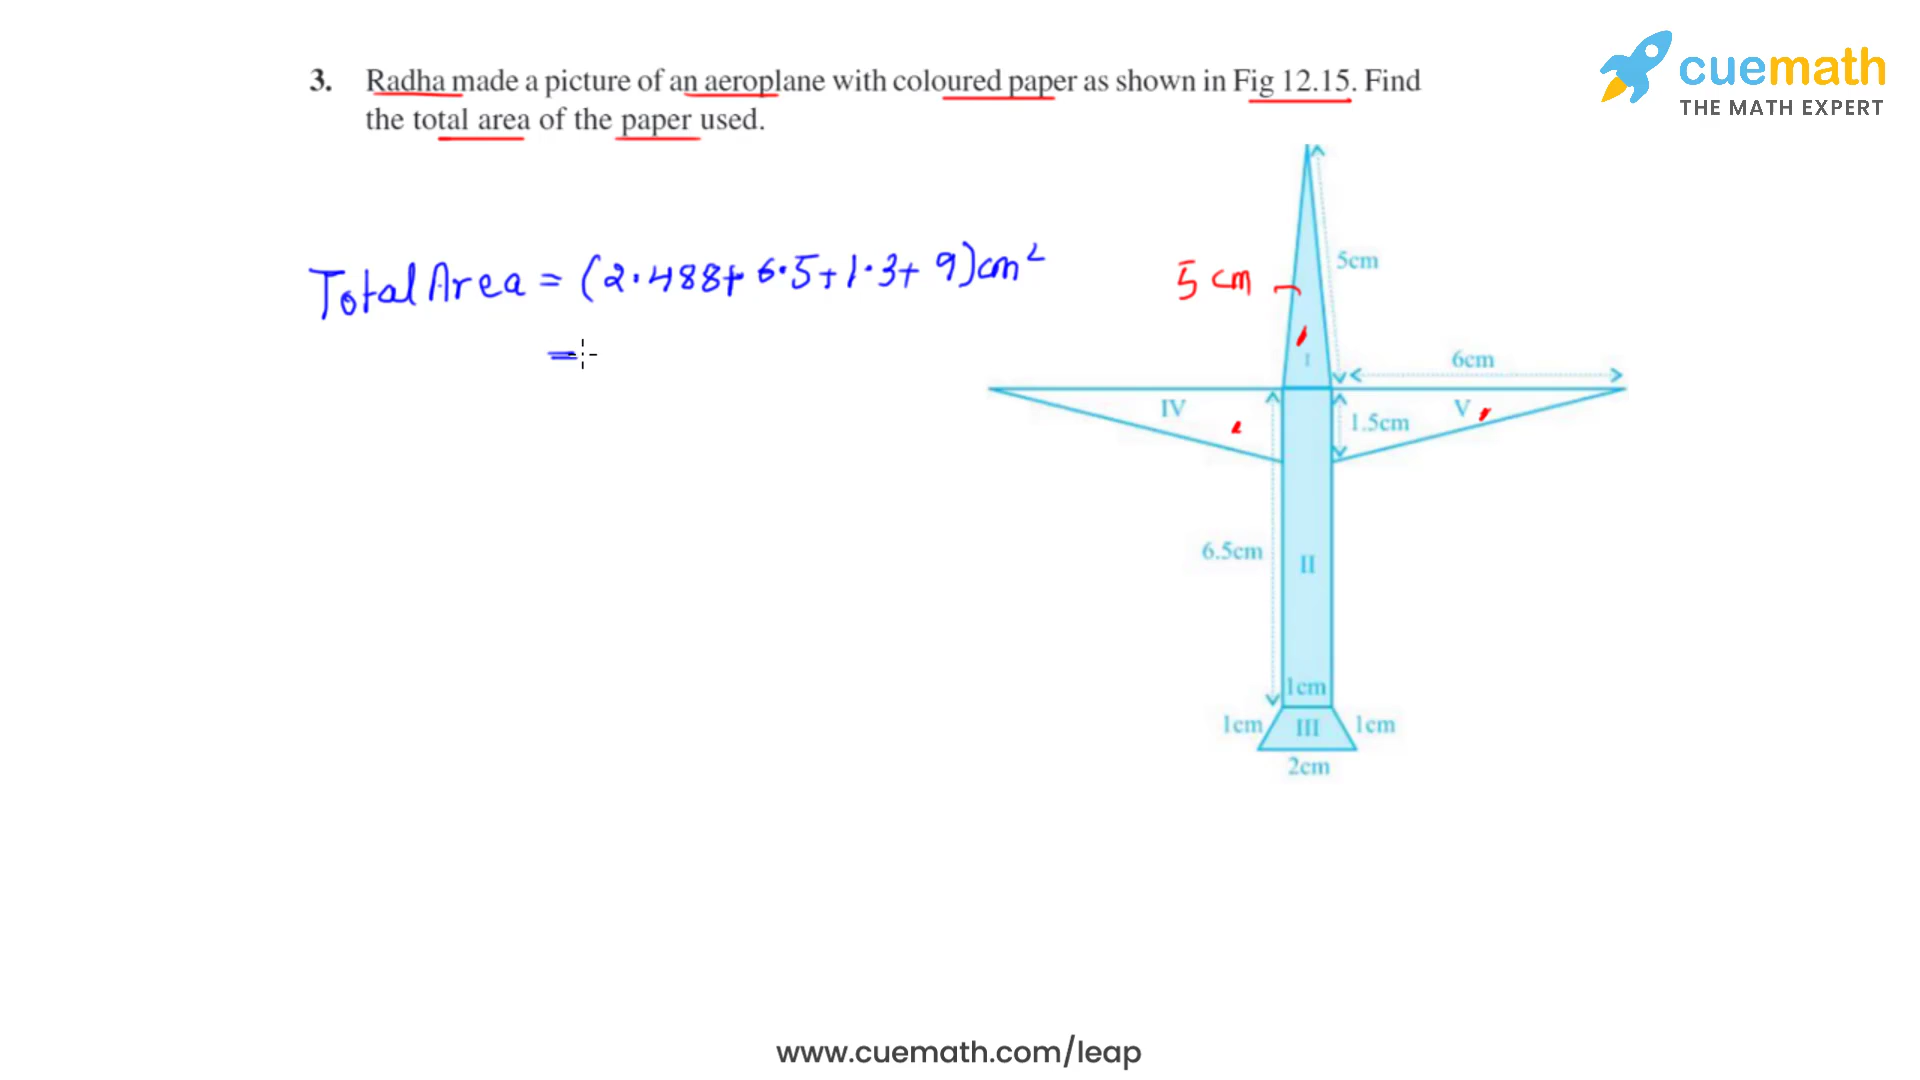 cuemath
THE MATH EXPERT
3. Radha made a picture of an aeroplane with coloured paper as shown in Fig 12.15. Find
the total area of the paper used.
Total Area = (2.488+ 6.5+1.3+ 9)cm²
=
5 cm
5cm
I
6cm
IV
V
1.5cm
6.5cm
II
1cm
1cm
III
1cm
2cm
www.cuemath.com/leap